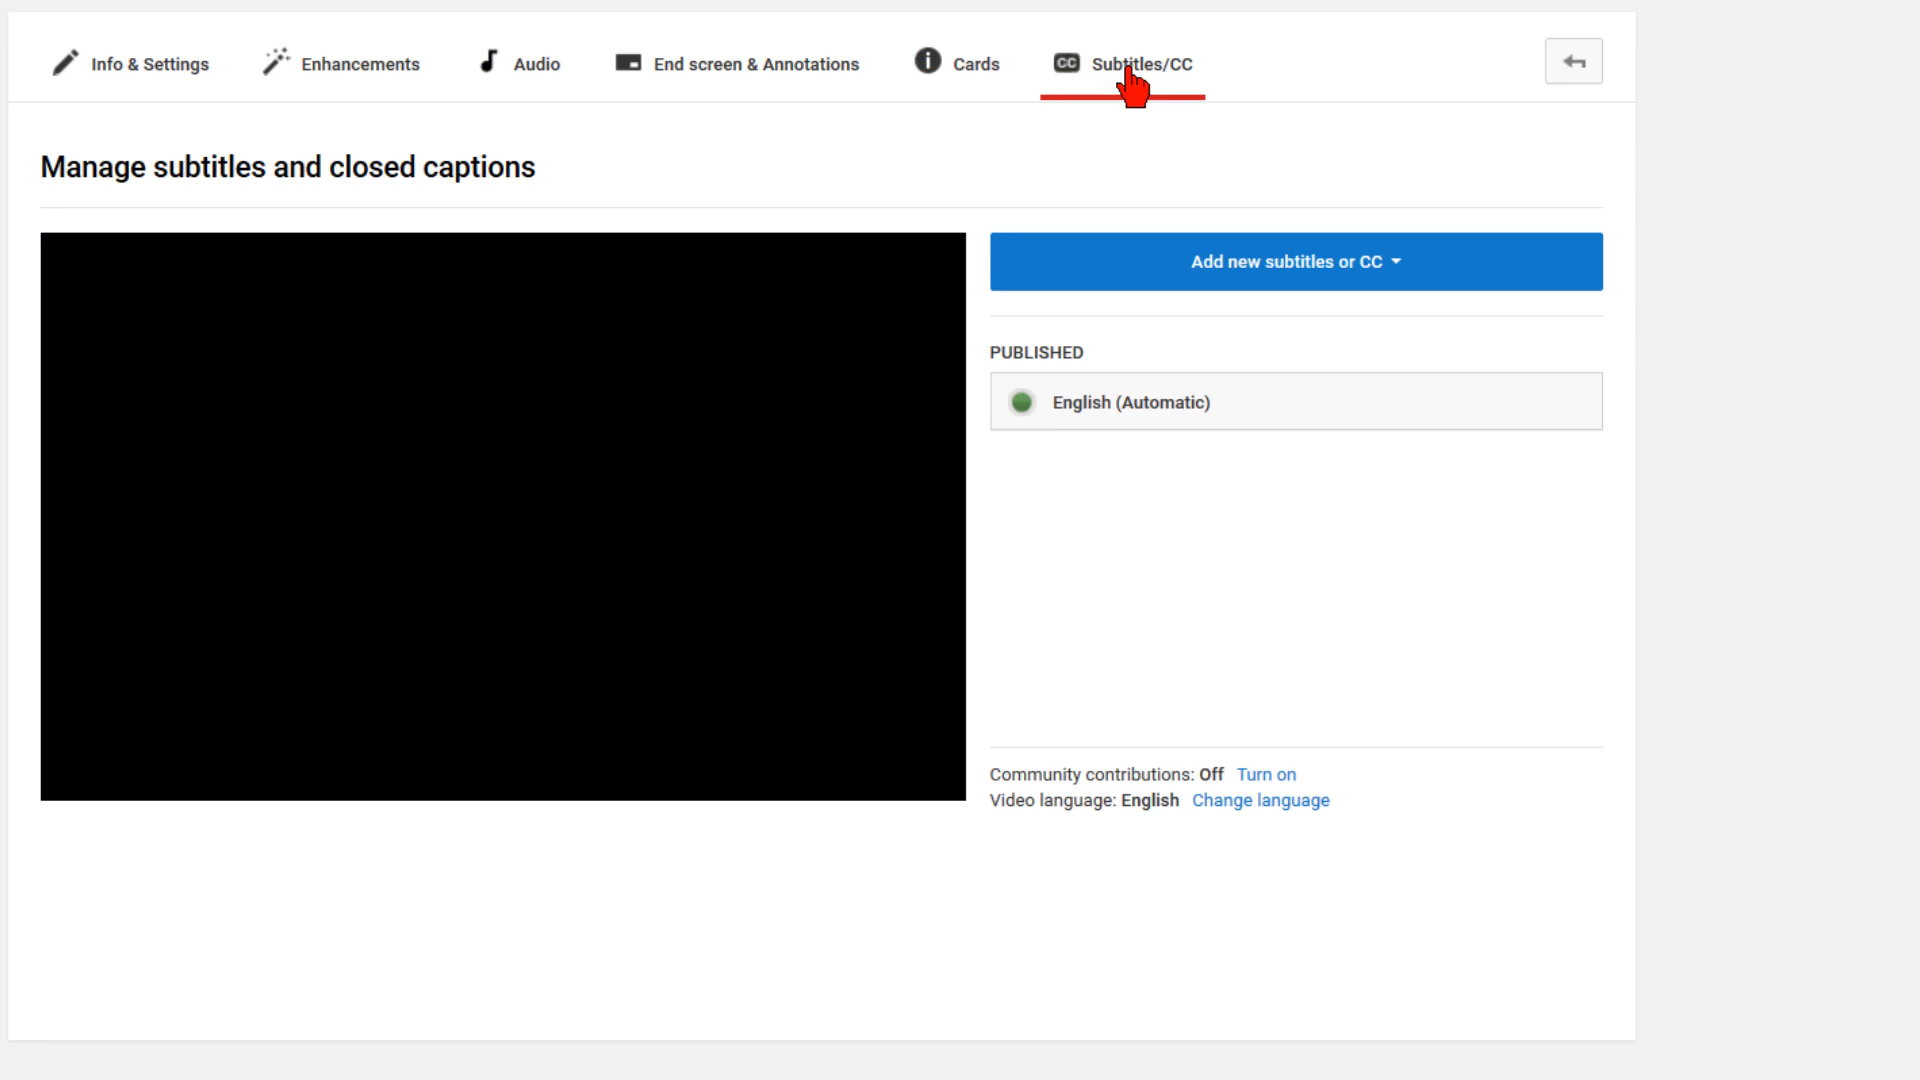 Info & Settings
Enhancements
Audio
End screen & Annotations
Cards
CC Subtitles/CC
Manage subtitles and closed captions
Add new subtitles or CC
PUBLISHED
English (Automatic)
Community contributions: Off Turn on
Video language: English Change language